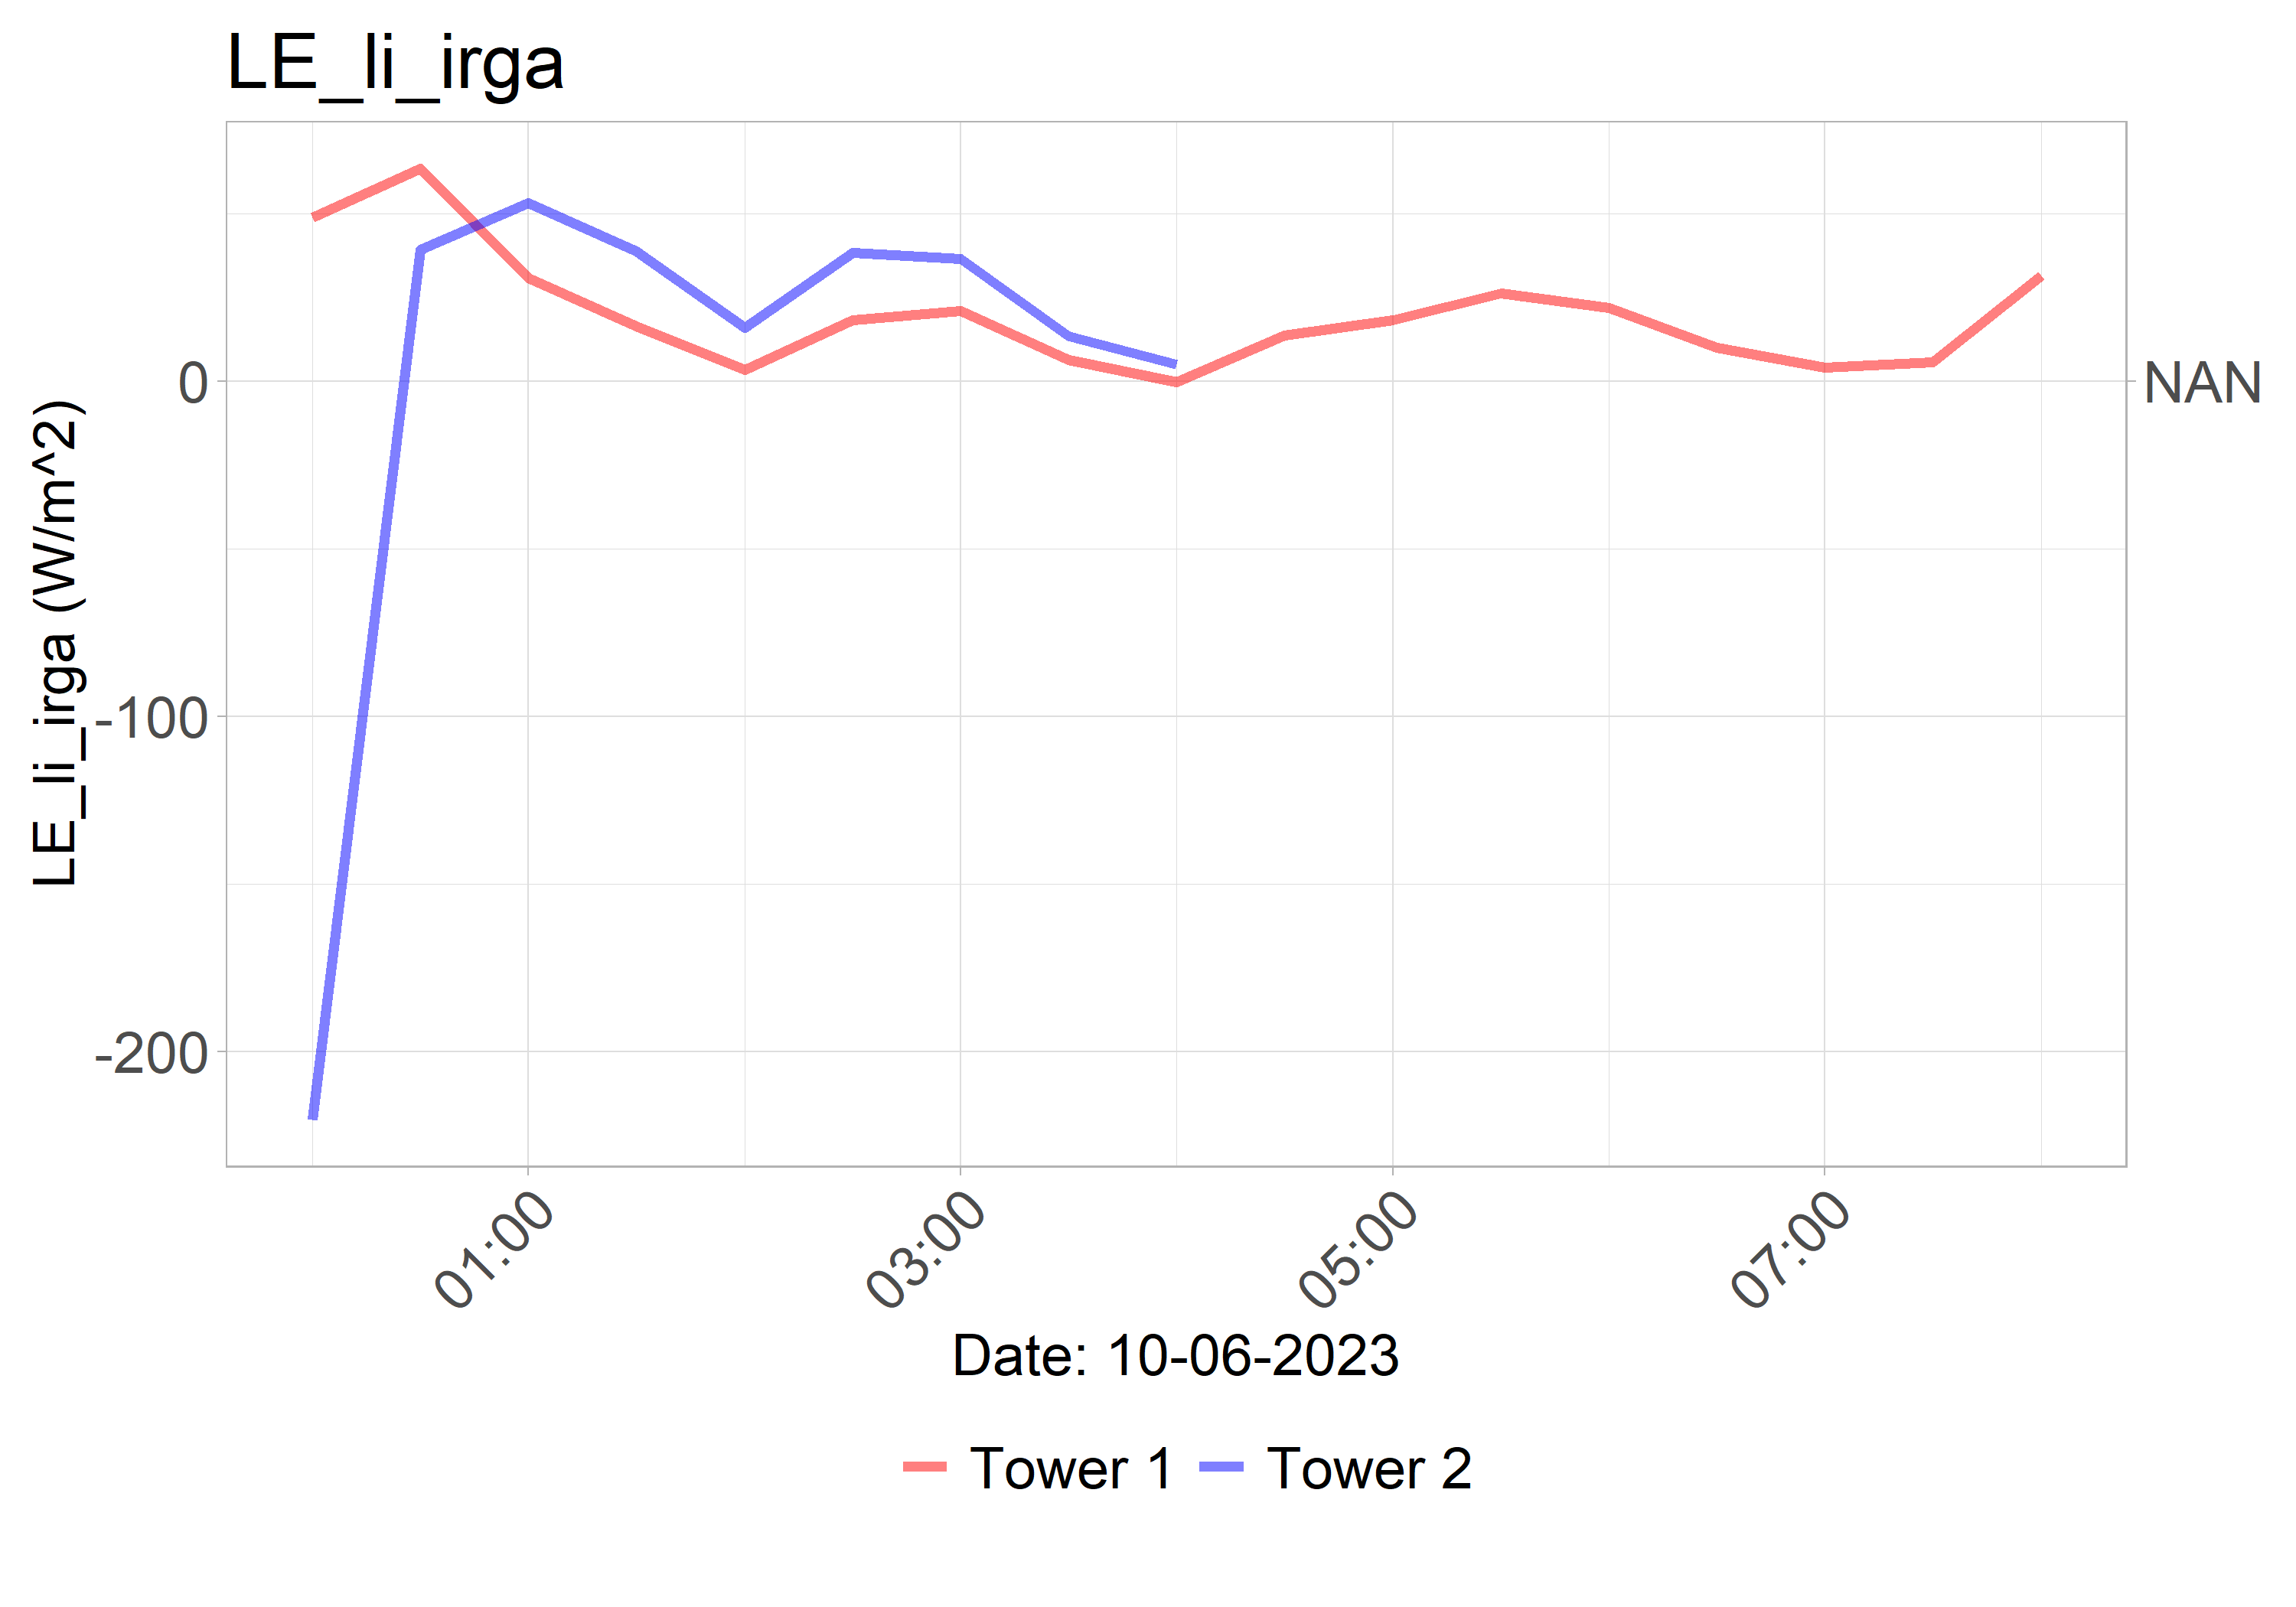 LE_li_irga
LE_li_irga (W/m^2)
0
-100
-200
NAN
01:00
03:00
05:00
07:00
Date: 10-06-2023
Tower 1
Tower 2